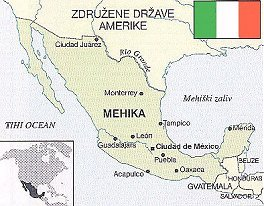 ZDRUŽENE DRŽAVE
AMERIKE
Ciudad Juárez
Rio Grande
Monterrey
MEHIKA
Mehiški zaliv
TIHI OCEAN
Tampico
León
Mérida
Guadalajara
Ciudad de México
Puebla
BELIZE
Acapulco
Oaxaca
HONDURAS
GVATEMALA
SALVADOR